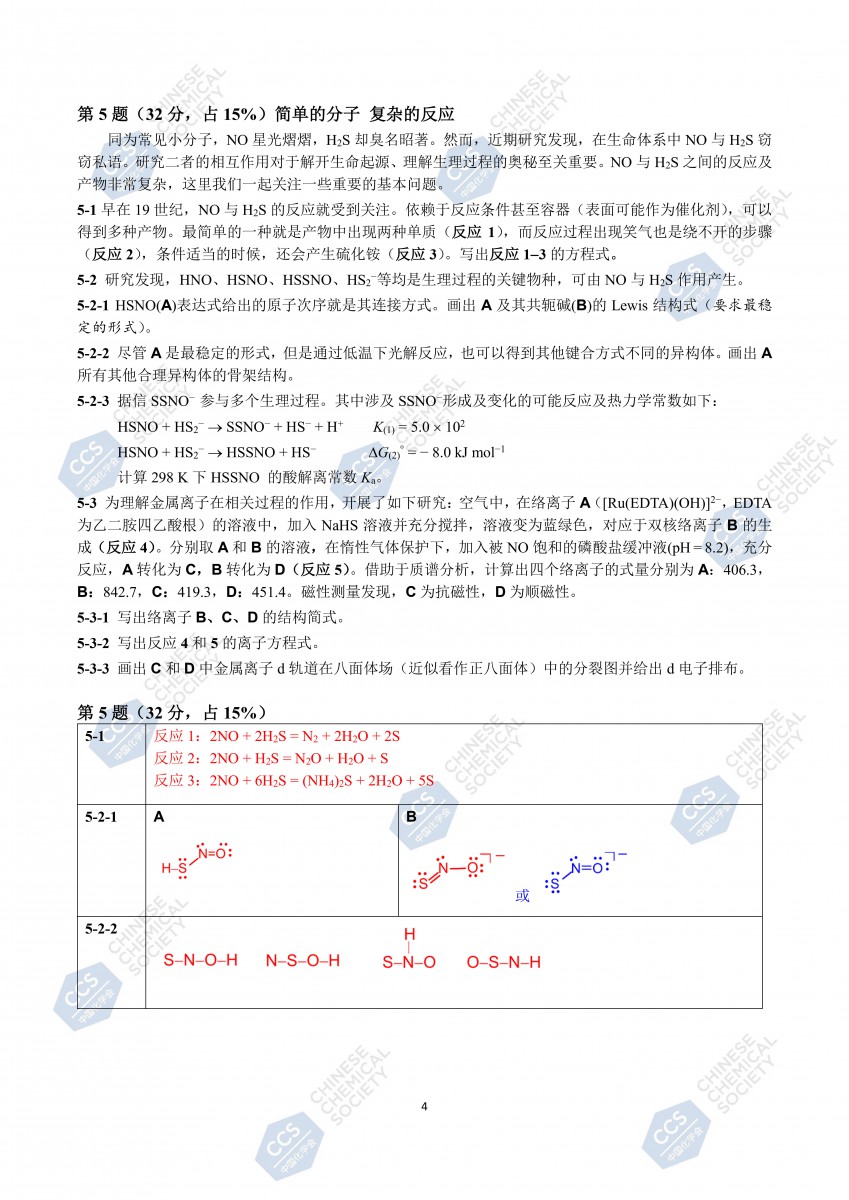 第 5 题（32 分，占 15%）简单的分子 复杂的反应
同为常见小分子，NO 星光熠熠，H2S 却臭名昭著。然而，近期研究发现，在生命体系中 NO 与 H2S 窃
窃私语。研究二者的相互作用对于解开生命起源、理解生理过程的奥秘至关重要。NO 与 H2S 之间的反应及
产物非常复杂，这里我们一起关注一些重要的基本问题。
5-1 早在 19 世纪，NO 与 H2S 的反应就受到关注。依赖于反应条件甚至容器（表面可能作为催化剂），可以
得到多种产物。最简单的一种就是产物中出现两种单质（反应 1），而反应过程出现笑气也是绕不开的步骤
（反应 2），条件适当的时候，还会产生硫化铵（反应 3）。写出反应 1–3 的方程式。
5-2 研究发现，HNO、HSNO、HSSNO、HS2−等均是生理过程的关键物种，可由 NO 与 H2S 作用产生。
5-2-1 HSNO(A)表达式给出的原子次序就是其连接方式。画出 A 及其共轭碱(B)的 Lewis 结构式（要求最稳
定的形式）。
5-2-2 尽管 A 是最稳定的形式，但是通过低温下光解反应，也可以得到其他键合方式不同的异构体。画出 A
所有其他合理异构体的骨架结构。
5-2-3 据信 SSNO− 参与多个生理过程。其中涉及 SSNO−形成及变化的可能反应及热力学常数如下：
HSNO + HS2− → SSNO− + HS− + H+ K(1) = 5.0 × 10²
HSNO + HS2− → HSSNO + HS− ΔG(2)° = − 8.0 kJ mol−1
计算 298 K 下 HSSNO 的酸解离常数 Ka。
5-3 为理解金属离子在相关过程的作用，开展了如下研究：空气中，在络离子 A（[Ru(EDTA)(OH)]2−，EDTA
为乙二胺四乙酸根）的溶液中，加入 NaHS 溶液并充分搅拌，溶液变为蓝绿色，对应于双核络离子 B 的生
成（反应 4）。分别取 A 和 B 的溶液，在惰性气体保护下，加入被 NO 饱和的磷酸盐缓冲液(pH = 8.2)，充分
反应，A 转化为 C，B 转化为 D（反应 5）。借助于质谱分析，计算出四个络离子的式量分别为 A：406.3，
B：842.7，C：419.3，D：451.4。磁性测量发现，C 为抗磁性，D 为顺磁性。
5-3-1 写出络离子 B、C、D 的结构简式。
5-3-2 写出反应 4 和 5 的离子方程式。
5-3-3 画出 C 和 D 中金属离子 d 轨道在八面体场（近似看作正八面体）中的分裂图并给出 d 电子排布。
第 5 题（32 分，占 15%）
5-1 反应 1：2NO + 2H2S = N2 + 2H2O + 2S
反应 2：2NO + H2S = N2O + H2O + S
反应 3：2NO + 6H2S = (NH4)2S + 2H2O + 5S
5-2-1 A B
H–S N=O S=N–O − 或 S N=O −
5-2-2
H
S–N–O–H N–S–O–H S–N–O O–S–N–H
4
CCS 中国化学会 CHINESE CHEMICAL SOCIETY